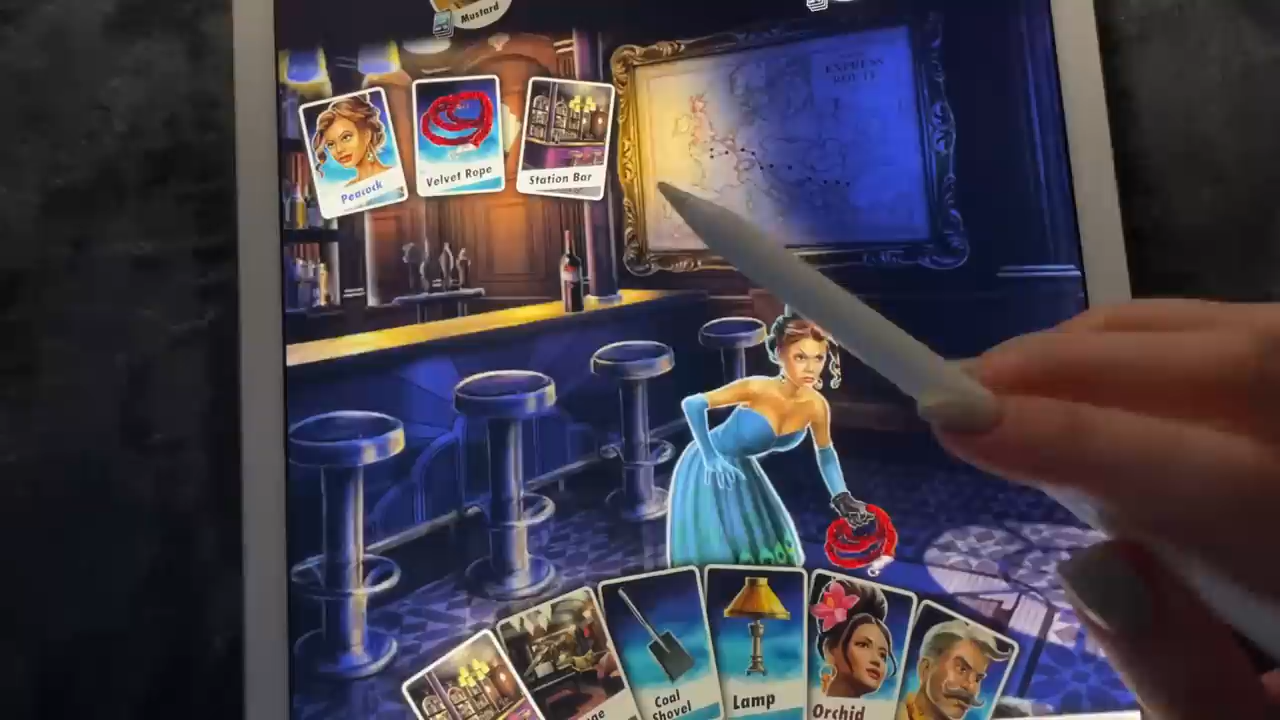 Mustard
EXPRESS
ROUTE
Peacock
Velvet Rope
Station Bar
Coal
Shovel
Lamp
Orchid